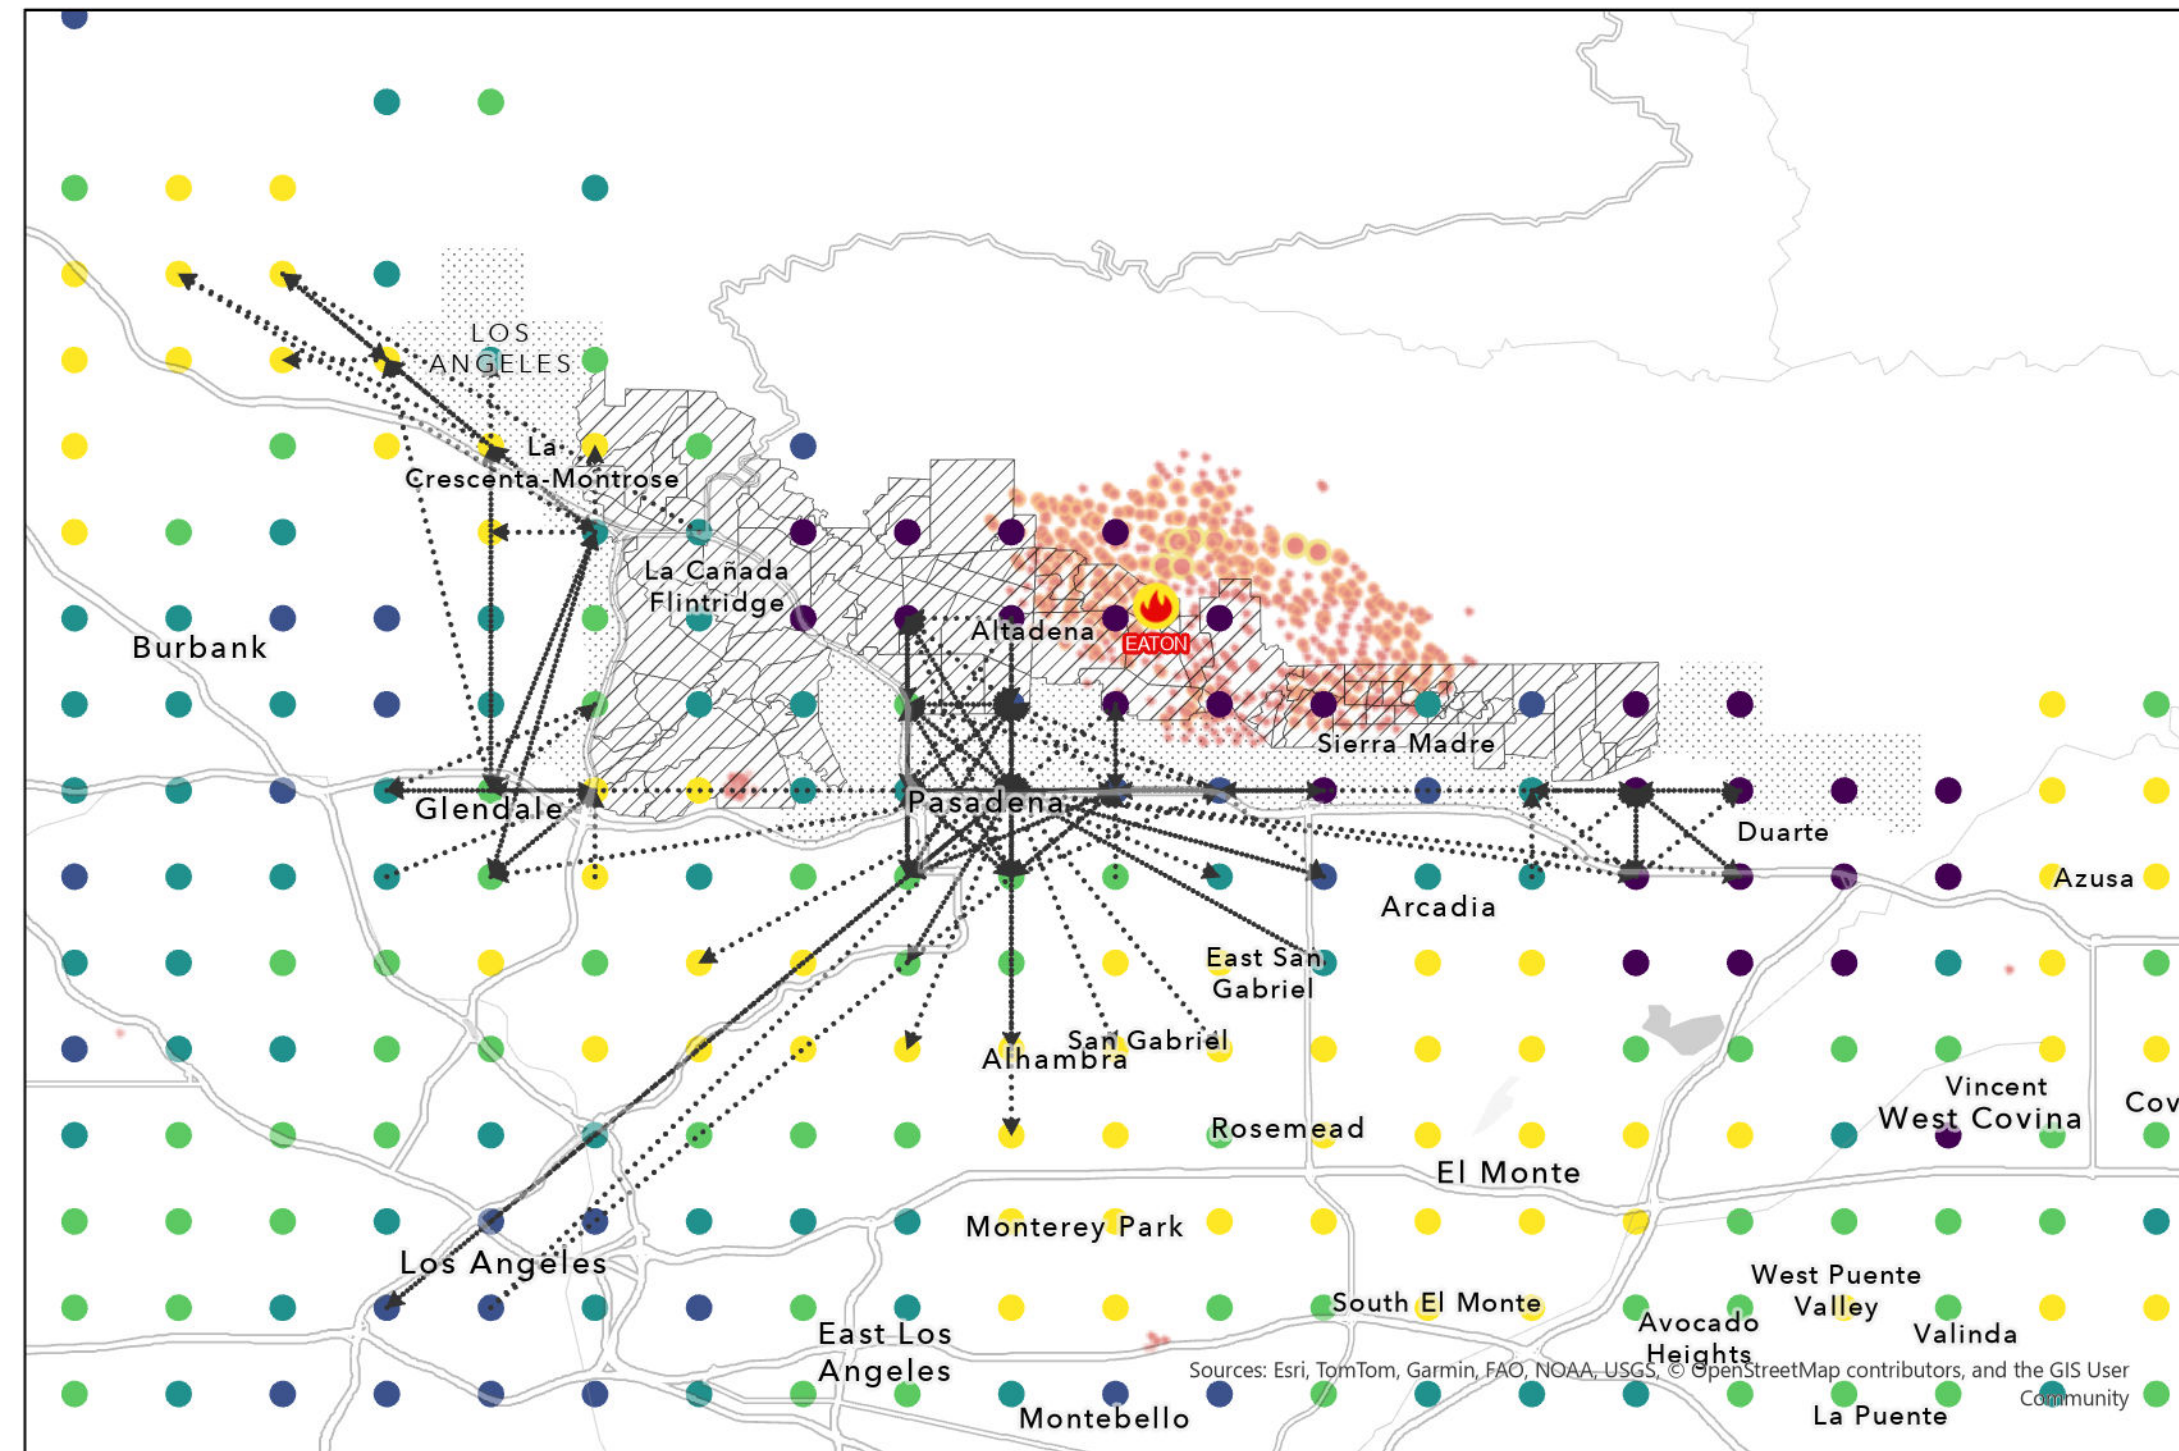 LOS
ANGELES
La
Crescenta-Montrose
La Cañada
Flintridge
Altadena
EATON
Burbank
Sierra Madre
Glendale
Pasadena
Duarte
Azusa
Arcadia
East San
Gabriel
San Gabriel
Alhambra
Vincent
West Covina
Cov
Rosemead
El Monte
Monterey Park
Los Angeles
West Puente
Valley
South El Monte
Avocado
Heights
Valinda
East Los
Angeles
Sources: Esri, TomTom, Garmin, FAO, NOAA, USGS, © OpenStreetMap contributors, and the GIS User
Community
Montebello
La Puente